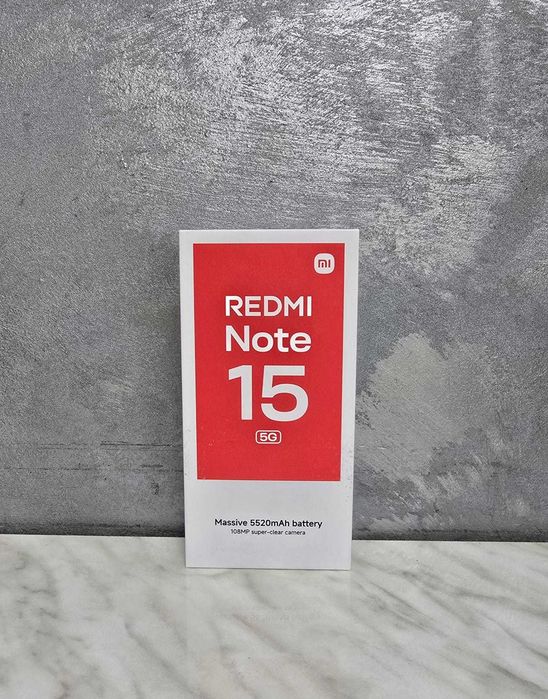 mi
REDMI
Note
15
5G
Massive 5520mAh battery
108MP super-clear camera